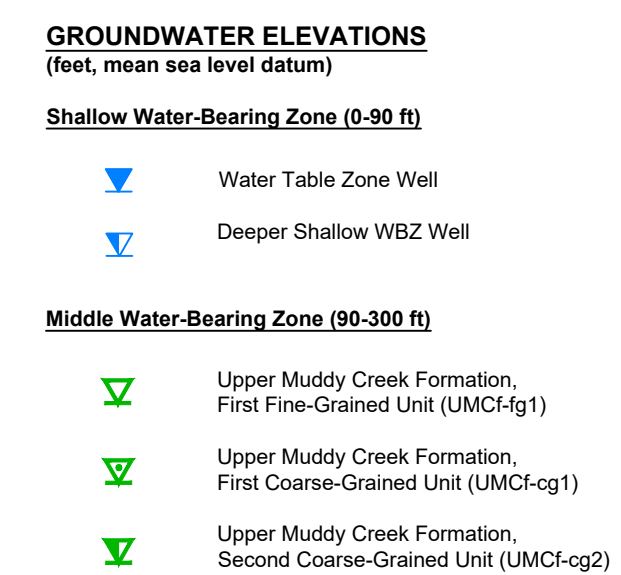 GROUNDWATER ELEVATIONS
(feet, mean sea level datum)
Shallow Water-Bearing Zone (0-90 ft)
Water Table Zone Well
Deeper Shallow WBZ Well
Middle Water-Bearing Zone (90-300 ft)
Upper Muddy Creek Formation,
First Fine-Grained Unit (UMCf-fg1)
Upper Muddy Creek Formation,
First Coarse-Grained Unit (UMCf-cg1)
Upper Muddy Creek Formation,
Second Coarse-Grained Unit (UMCf-cg2)